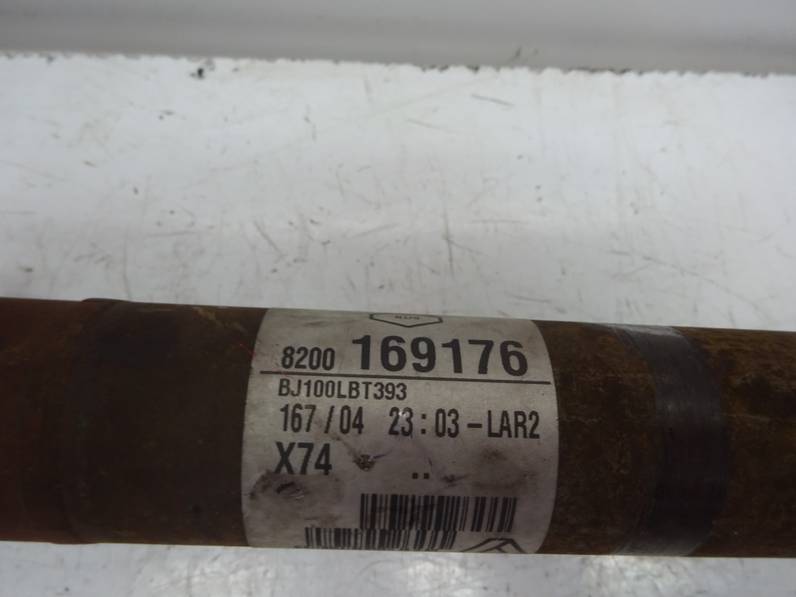 8200 169176
BJ100LBT393
167/04 23:03-LAR2
X74 ..